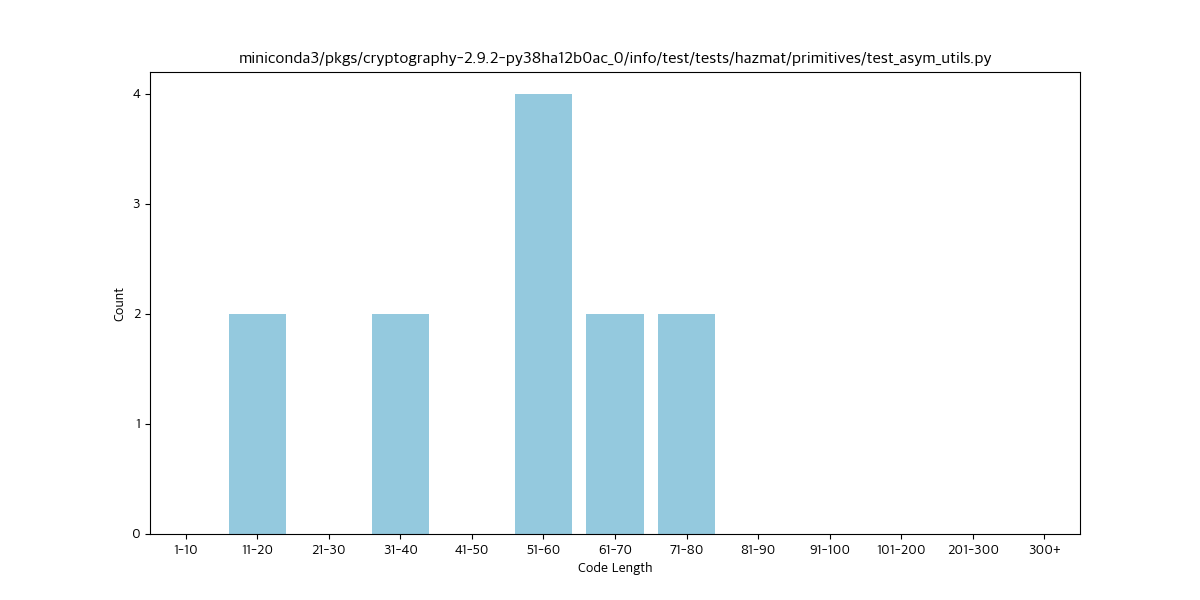 miniconda3/pkgs/cryptography-2.9.2-py38ha12b0ac_0/info/test/tests/hazmat/primitives/test_asym_utils.py
4
3
2
1
0
Count
1-10 11-20 21-30 31-40 41-50 51-60 61-70 71-80 81-90 91-100 101-200 201-300 300+
Code Length